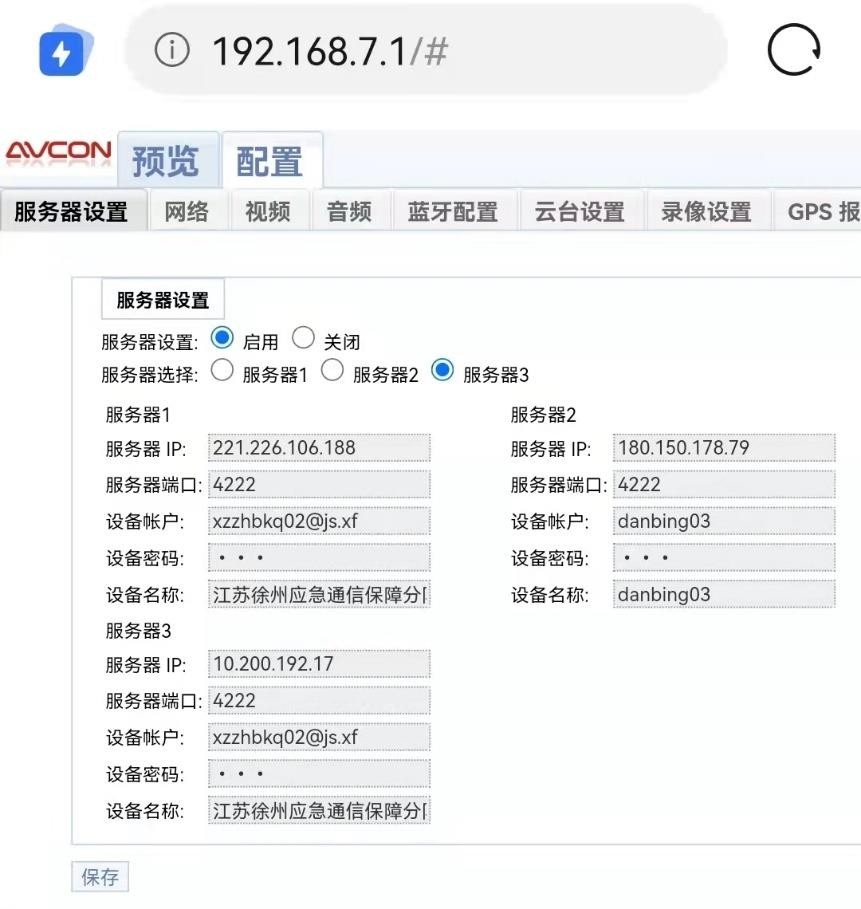 192.168.7.1/#
AVCON 预览 配置
服务器设置 网络 视频 音频 蓝牙配置 云台设置 录像设置 GPS 报
服务器设置
服务器设置: 启用 关闭
服务器选择: 服务器1 服务器2 服务器3
服务器1 服务器2
服务器 IP: 221.226.106.188 服务器 IP: 180.150.178.79
服务器端口: 4222 服务器端口: 4222
设备帐户: xzzhbkq02@js.xf 设备帐户: danbing03
设备密码: • • • 设备密码: • • •
设备名称: 江苏徐州应急通信保障分 设备名称: danbing03
服务器3
服务器 IP: 10.200.192.17
服务器端口: 4222
设备帐户: xzzhbkq02@js.xf
设备密码: • • •
设备名称: 江苏徐州应急通信保障分
保存